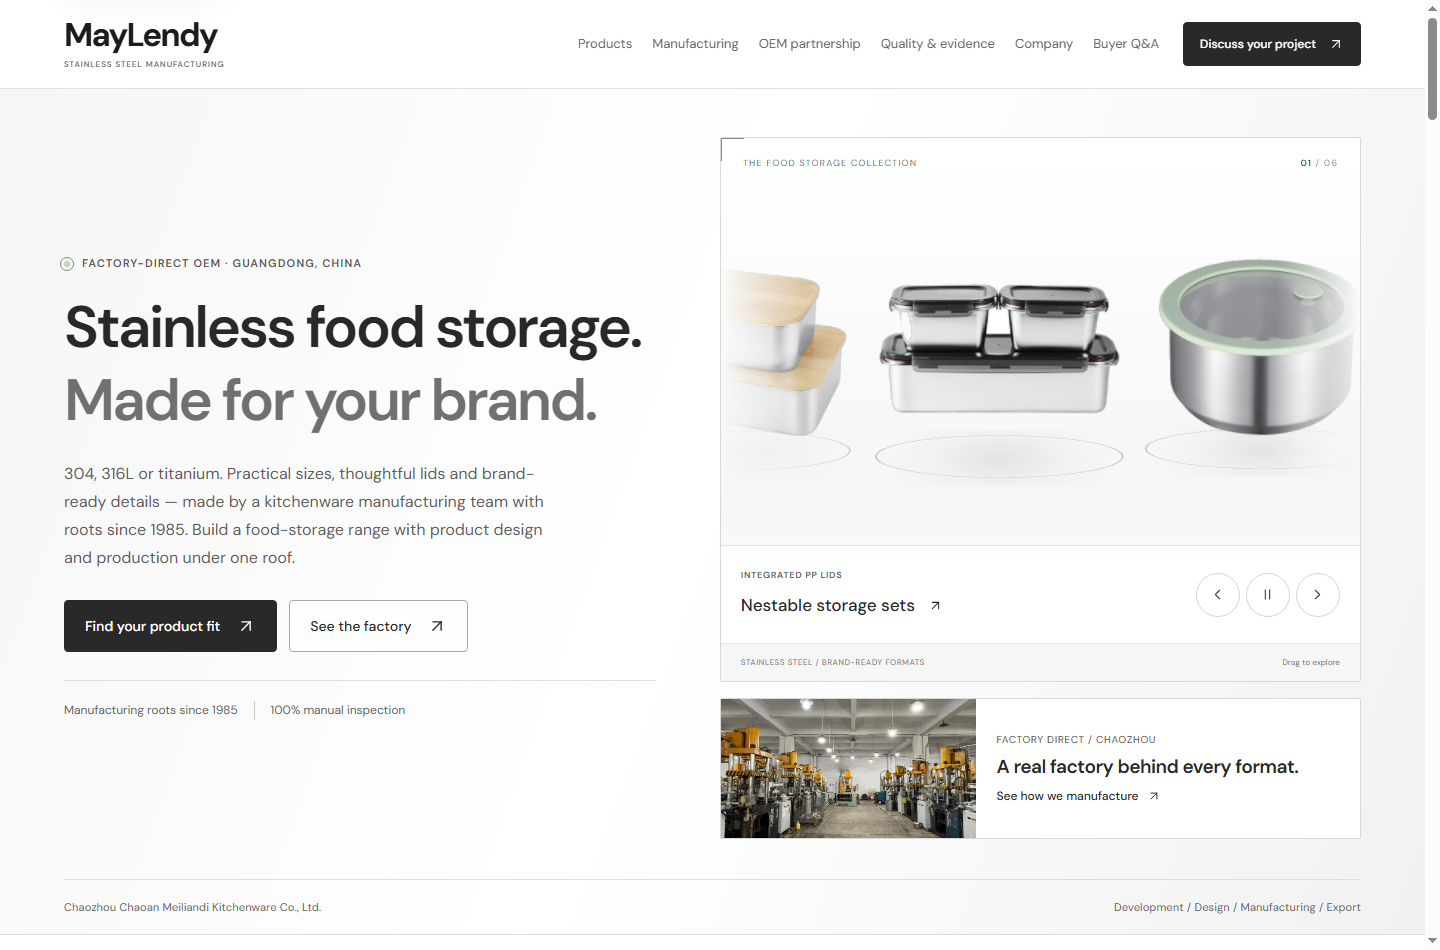 MayLendy
STAINLESS STEEL MANUFACTURING
Products
Manufacturing
OEM partnership
Quality & evidence
Company
Buyer Q&A
Discuss your project
FACTORY-DIRECT OEM · GUANGDONG, CHINA
Stainless food storage.
Made for your brand.
304, 316L or titanium. Practical sizes, thoughtful lids and brand-
ready details — made by a kitchenware manufacturing team with
roots since 1985. Build a food-storage range with product design
and production under one roof.
Find your product fit
See the factory
Manufacturing roots since 1985
100% manual inspection
THE FOOD STORAGE COLLECTION
01 / 06
INTEGRATED PP LIDS
Nestable storage sets
STAINLESS STEEL / BRAND-READY FORMATS
Drag to explore
FACTORY DIRECT / CHAOZHOU
A real factory behind every format.
See how we manufacture
Chaozhou Chaoan Meiliandi Kitchenware Co., Ltd.
Development / Design / Manufacturing / Export